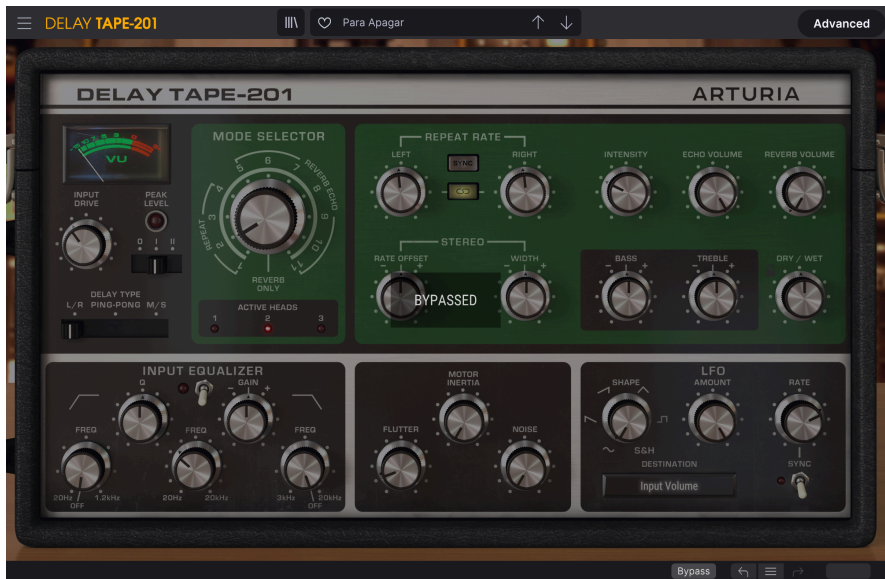 DELAY TAPE-201
Para Apagar
Advanced
DELAY TAPE-201
ARTURIA
VU
INPUT
DRIVE
PEAK
LEVEL
O I II
DELAY TYPE
L/R PING-PONG M/S
MODE SELECTOR
1 2 3 4 5 6 7 8 9 10 11
REPEAT
REVERB ECHO
REVERB
ONLY
ACTIVE HEADS
1 2 3
REPEAT RATE
LEFT
SYNC
RIGHT
STEREO
RATE OFFSET
- +
WIDTH
- +
BYPASSED
INTENSITY
ECHO VOLUME
REVERB VOLUME
BASS
- +
TREBLE
- +
DRY / WET
INPUT EQUALIZER
Q
GAIN
- +
FREQ
FREQ
FREQ
20Hz 1.2kHz
OFF
20Hz 20kHz
3kHz 20kHz
OFF
MOTOR
INERTIA
FLUTTER
NOISE
LFO
SHAPE
S&H
AMOUNT
RATE
DESTINATION
Input Volume
SYNC
Bypass